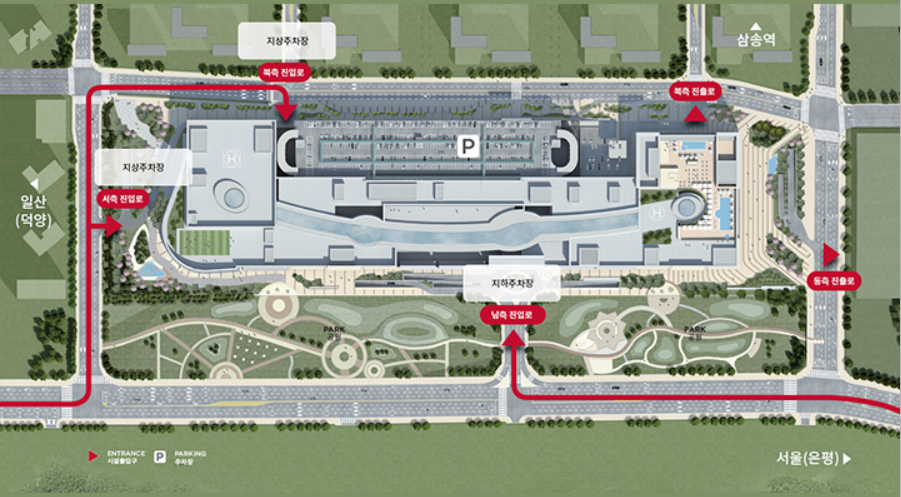 지상주차장
북측 진입로
삼송역
북측 진출로
P
H
지상주차장
서측 진입로
일산
(덕양)
H
동측 진출로
지하주차장
남측 진입로
PARK
공원
PARK
공원
ENTRANCE
시설출입구
P
PARKING
주차장
서울(은평)